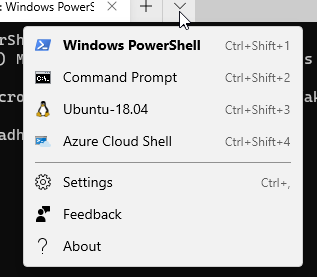 : Windows PowerS
Windows PowerShell Ctrl+Shift+1
Command Prompt Ctrl+Shift+2
Ubuntu-18.04 Ctrl+Shift+3
Azure Cloud Shell Ctrl+Shift+4
Settings Ctrl+,
Feedback
About